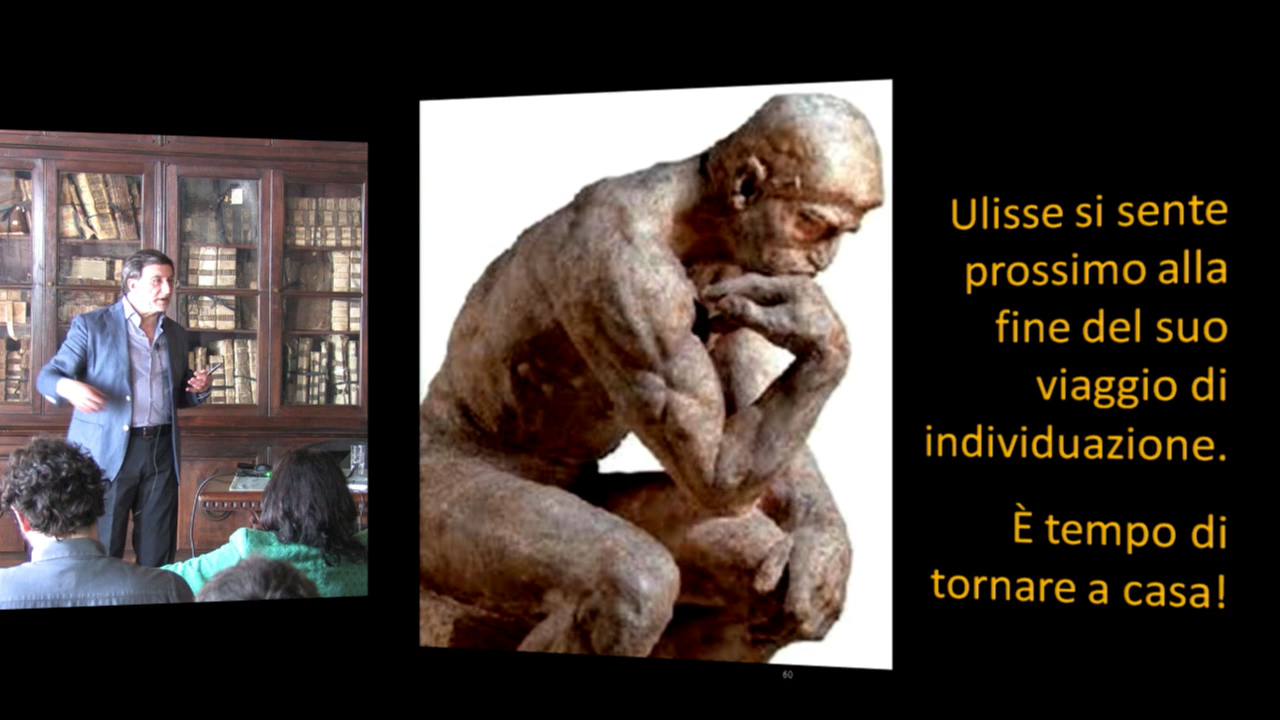 Ulisse si sente
prossimo alla
fine del suo
viaggio di
individuazione.
È tempo di
tornare a casa!
60